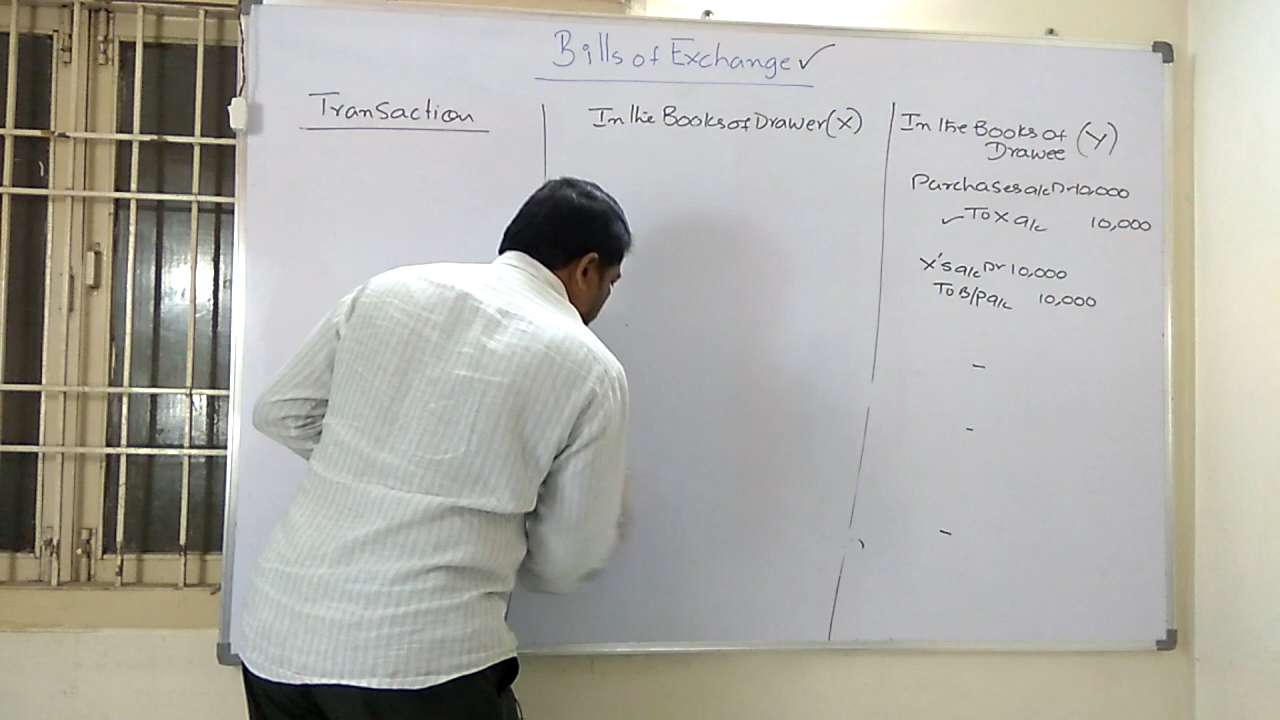 Bills of Exchange ✓
Transaction
In the Books of Drawer (X)
In the Books of Drawee (Y)
Purchases a/c Dr 10,000
✓ To X a/c 10,000
X's a/c Dr 10,000
To B/P a/c 10,000
-
-
-